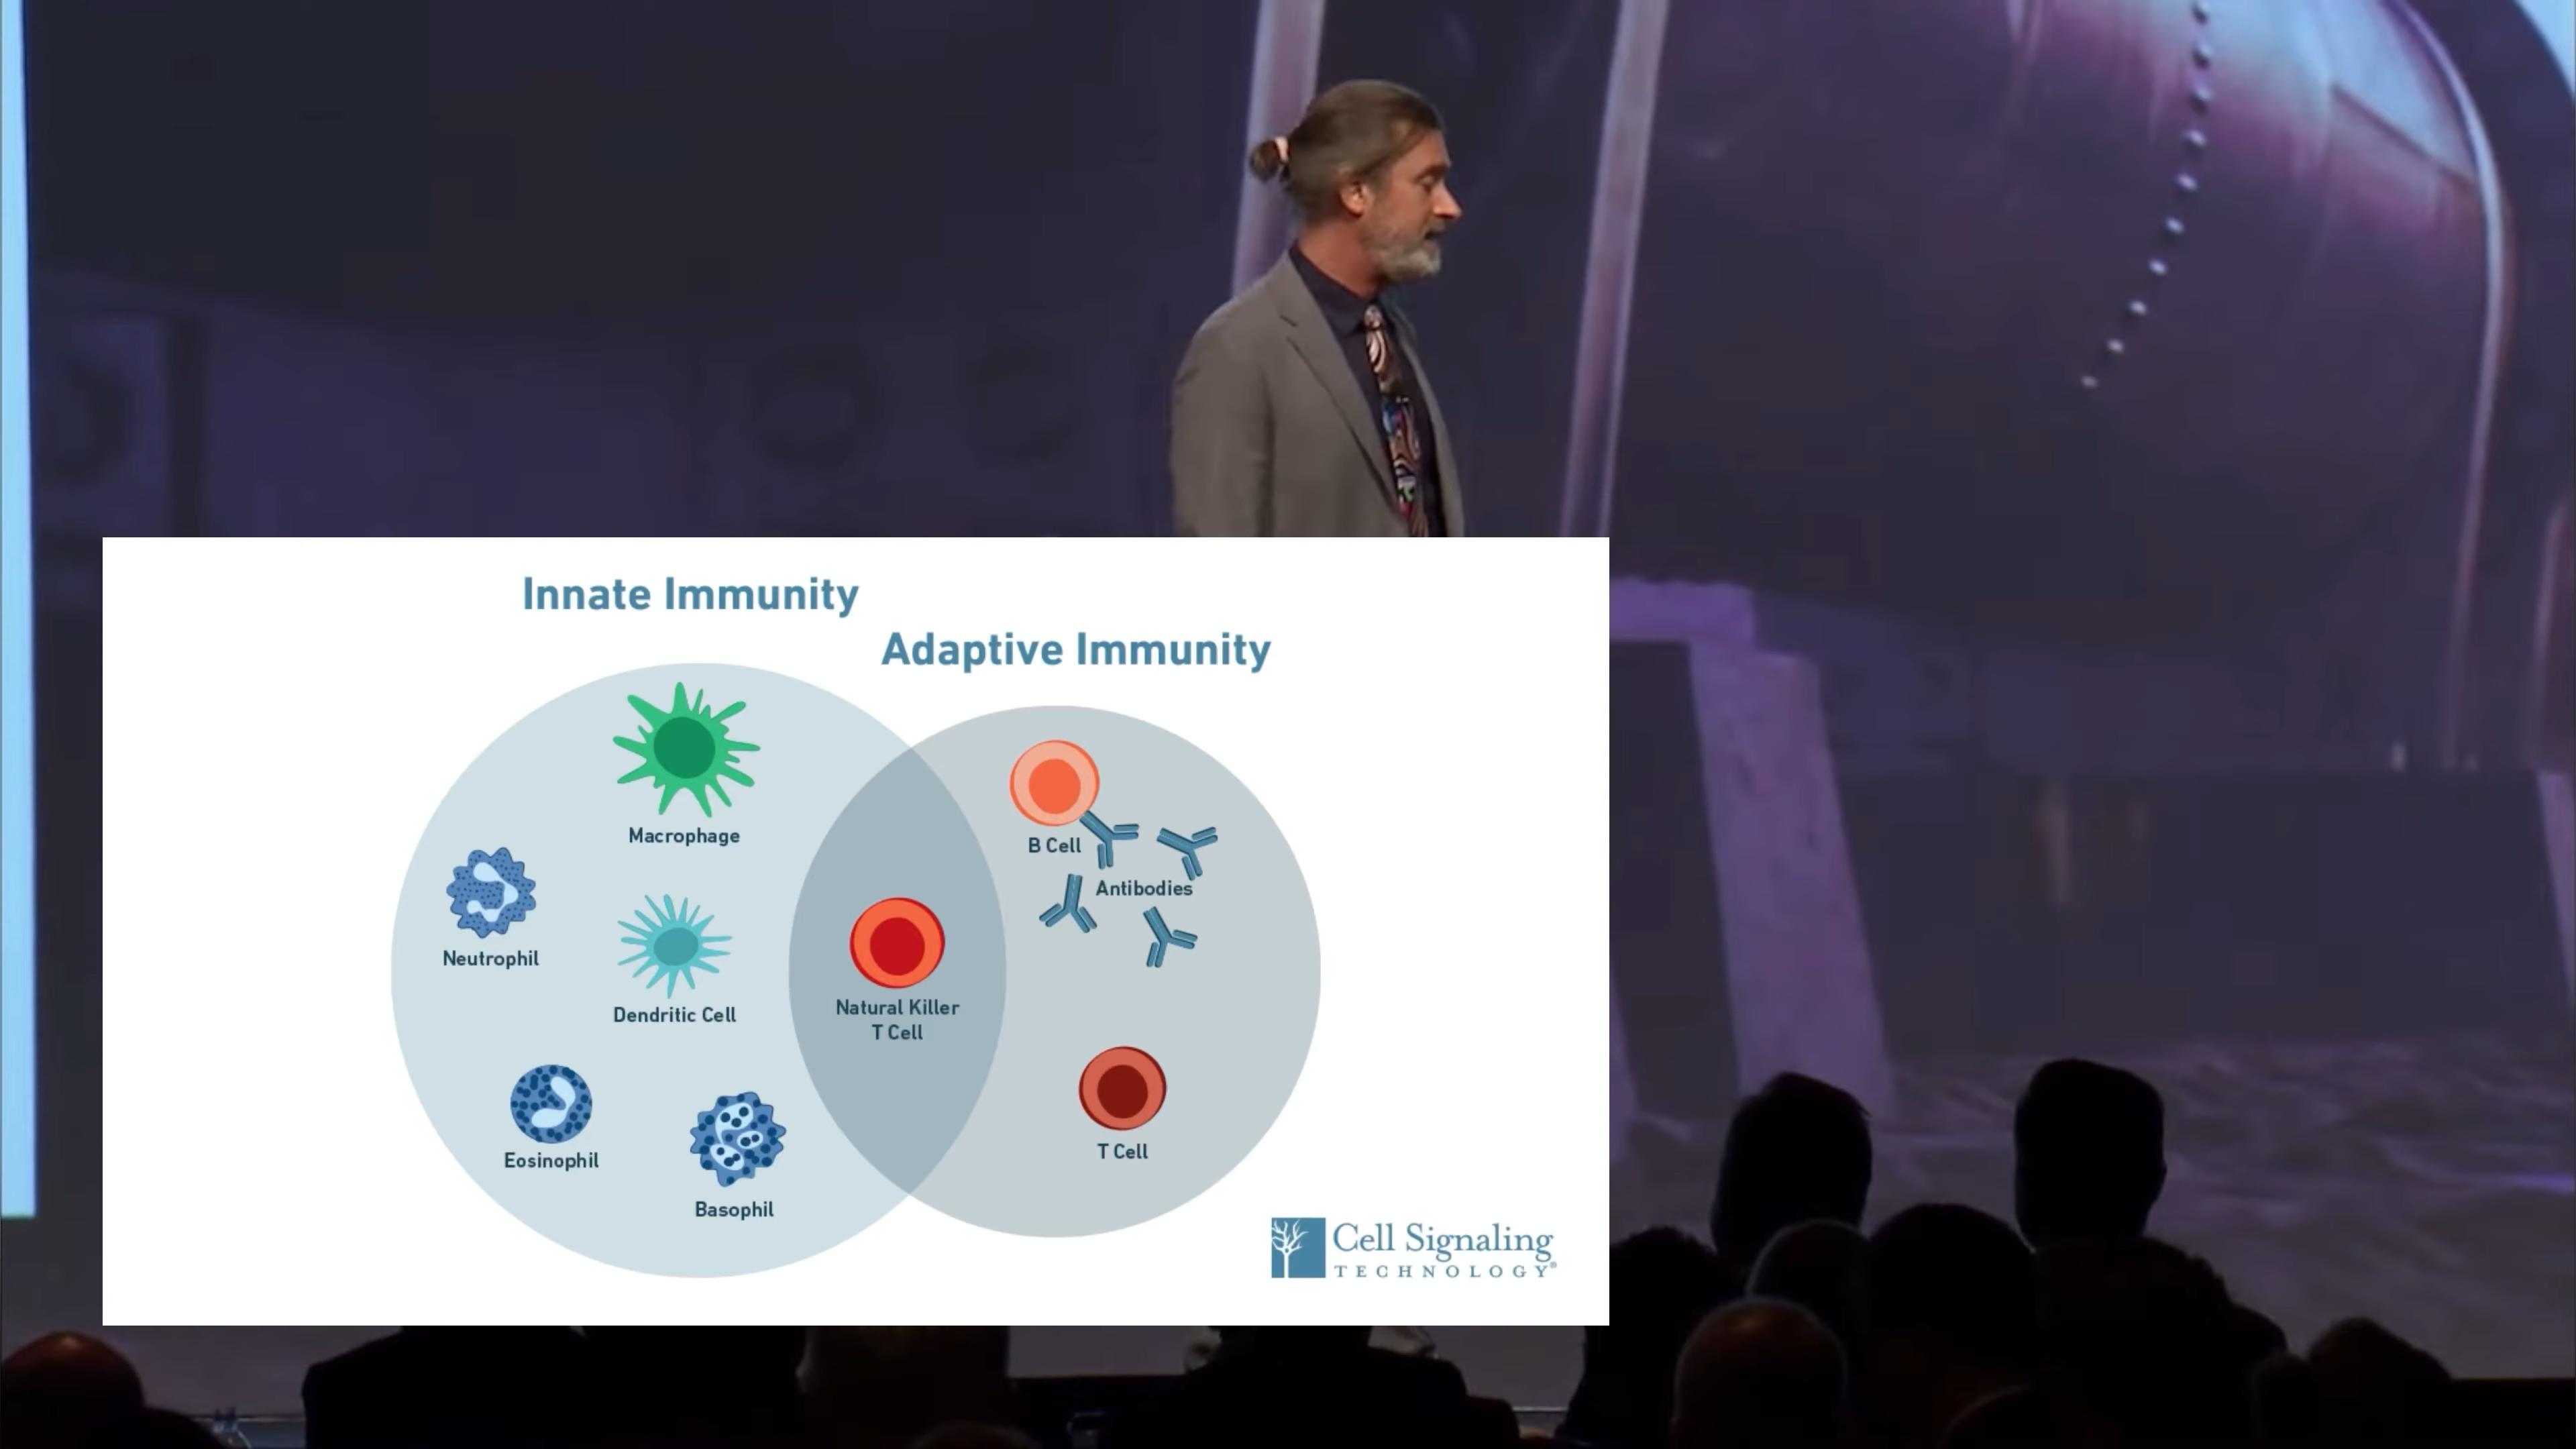 Innate Immunity
Adaptive Immunity
Macrophage
B Cell
Antibodies
Neutrophil
Dendritic Cell
Natural Killer
T Cell
Eosinophil
T Cell
Basophil
Cell Signaling
TECHNOLOGY®